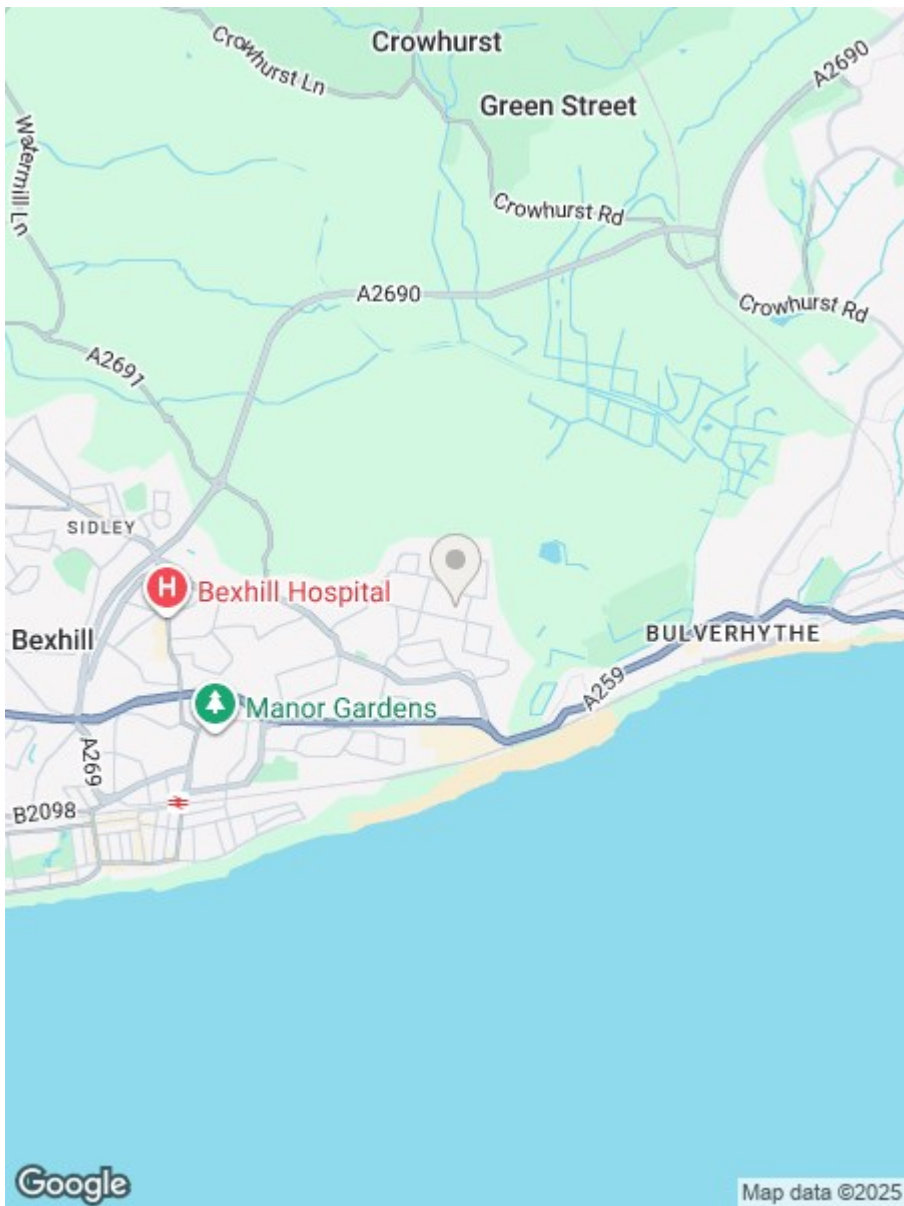 Crowhurst
Crowhurst Ln
Green Street
A2690
Watermill Ln
Crowhurst Rd
A2690
Crowhurst Rd
A2691
SIDLEY
H
Bexhill Hospital
Bexhill
BULVERHYTHE
A259
Manor Gardens
A269
B2098
Google
Map data ©2025